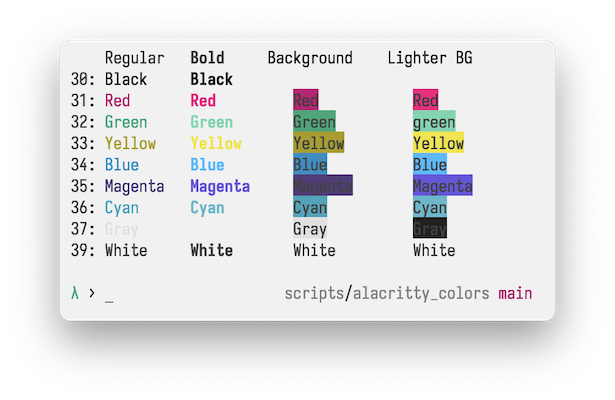 Regular Bold Background Lighter BG
30: Black Black
31: Red Red Red Red
32: Green Green Green green
33: Yellow Yellow Yellow Yellow
34: Blue Blue Blue Blue
35: Magenta Magenta Magenta Magenta
36: Cyan Cyan Cyan Cyan
37: Gray Gray Gray
39: White White White White
λ > _ scripts/alacritty_colors main